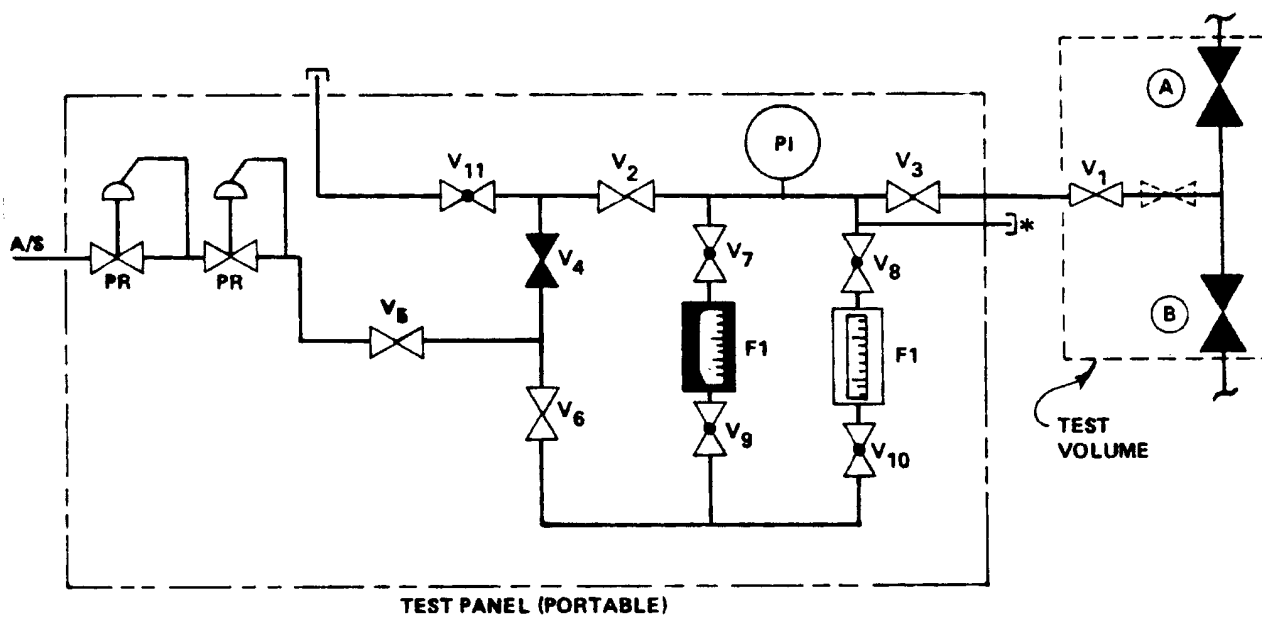 A
PI
V11
V2
V3
V1
A/S
V4
V7
V8
PR
PR
]*
V5
F1
F1
B
V6
V9
V10
TEST
VOLUME
TEST PANEL (PORTABLE)